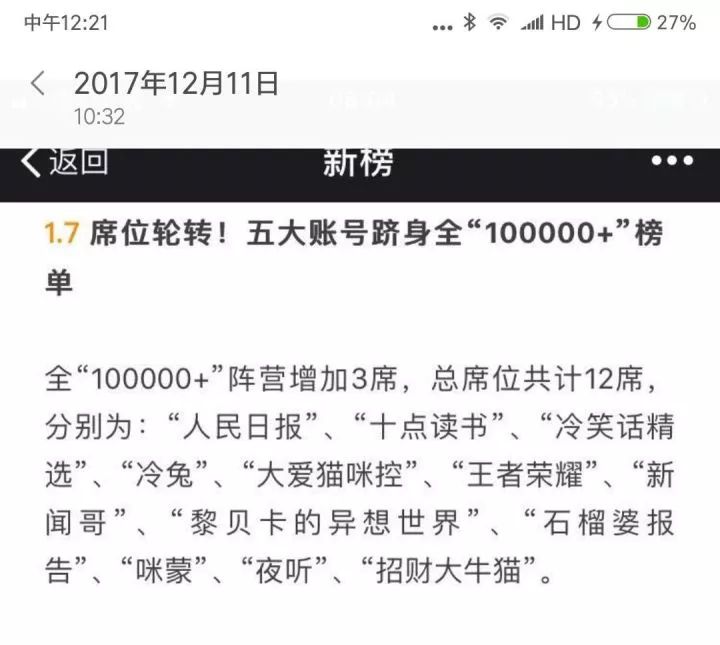 中午12:21 ... HD 27%
2017年12月11日
10:32
返回 新榜 •••
1.7 席位轮转！五大账号跻身全“100000+”榜
单
全“100000+”阵营增加3席，总席位共计12席，
分别为：“人民日报”、“十点读书”、“冷笑话精
选”、“冷兔”、“大爱猫咪控”、“王者荣耀”、“新
闻哥”、“黎贝卡的异想世界”、“石榴婆报
告”、“咪蒙”、“夜听”、“招财大牛猫”。